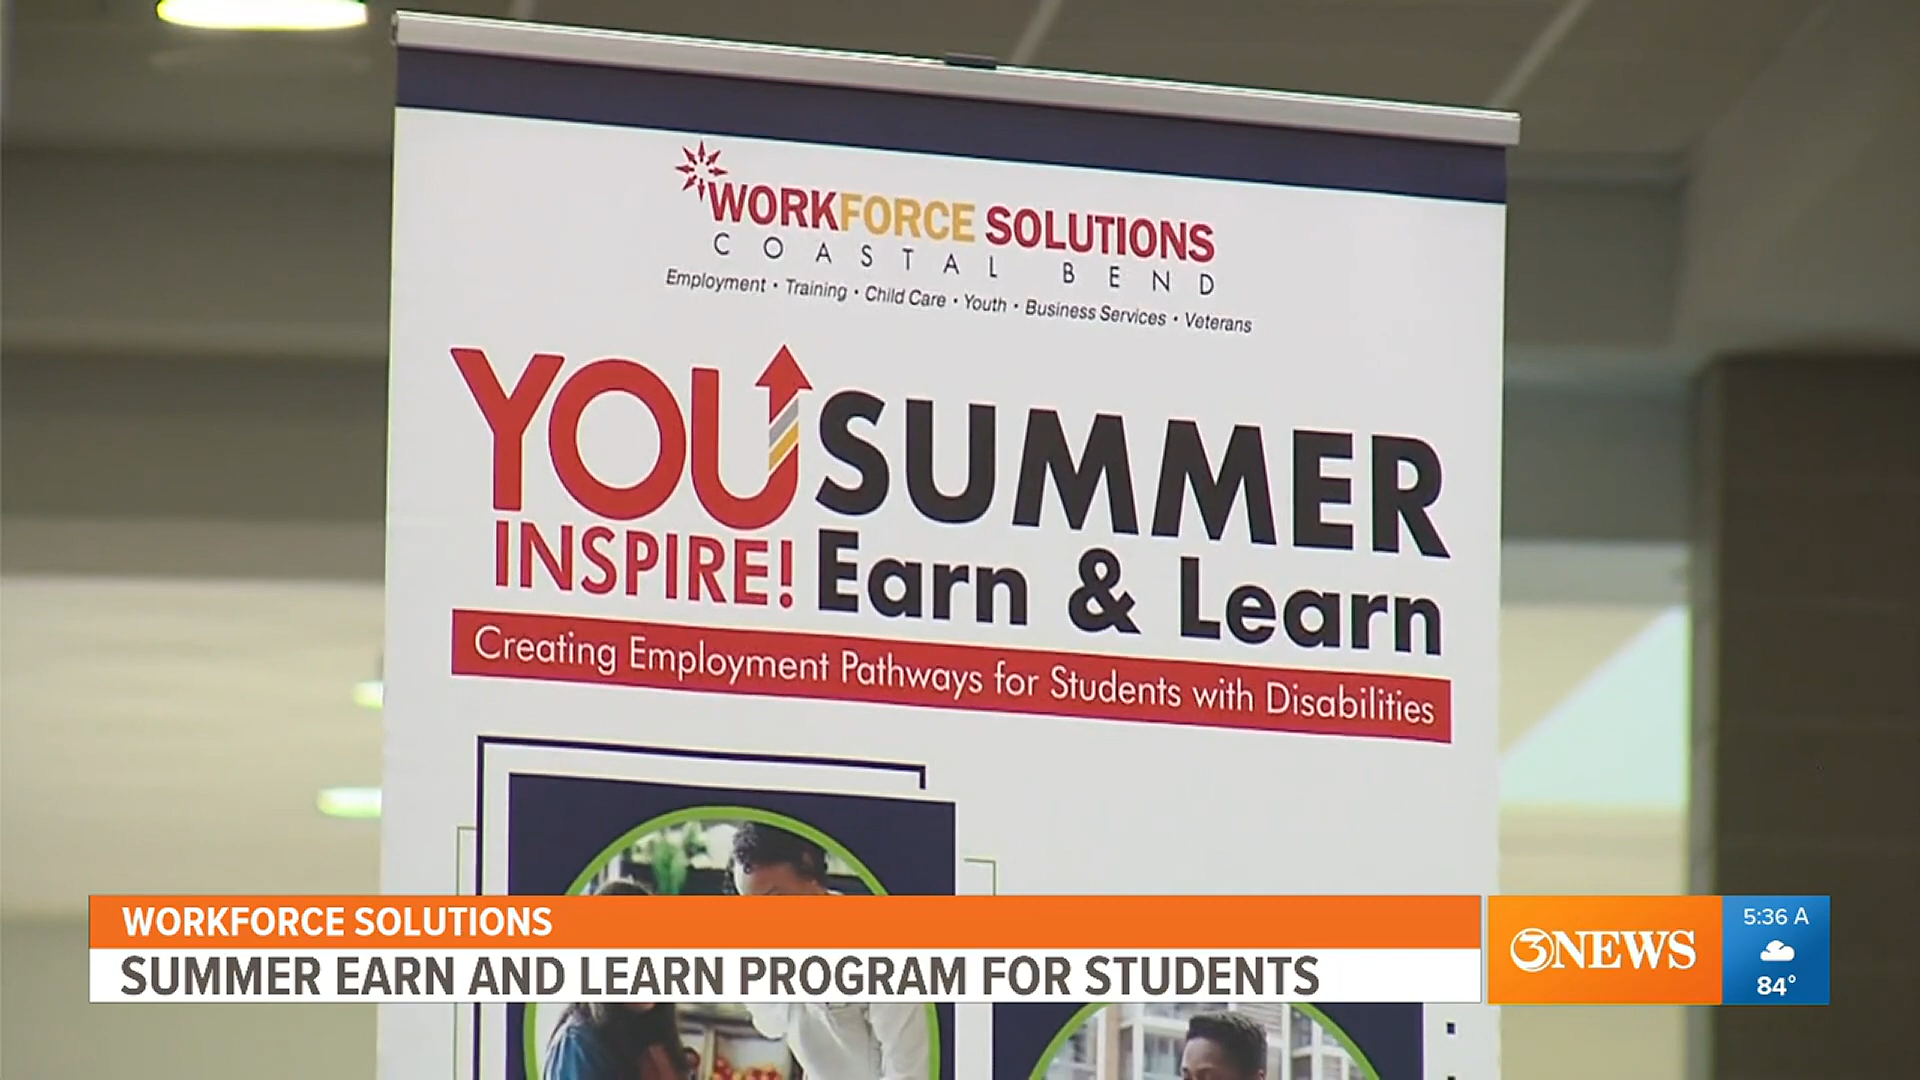 WORKFORCE SOLUTIONS
COASTAL BEND
Employment • Training • Child Care • Youth • Business Services • Veterans
YOU SUMMER
INSPIRE! Earn & Learn
Creating Employment Pathways for Students with Disabilities
WORKFORCE SOLUTIONS
SUMMER EARN AND LEARN PROGRAM FOR STUDENTS
3NEWS
5:36 A
84°